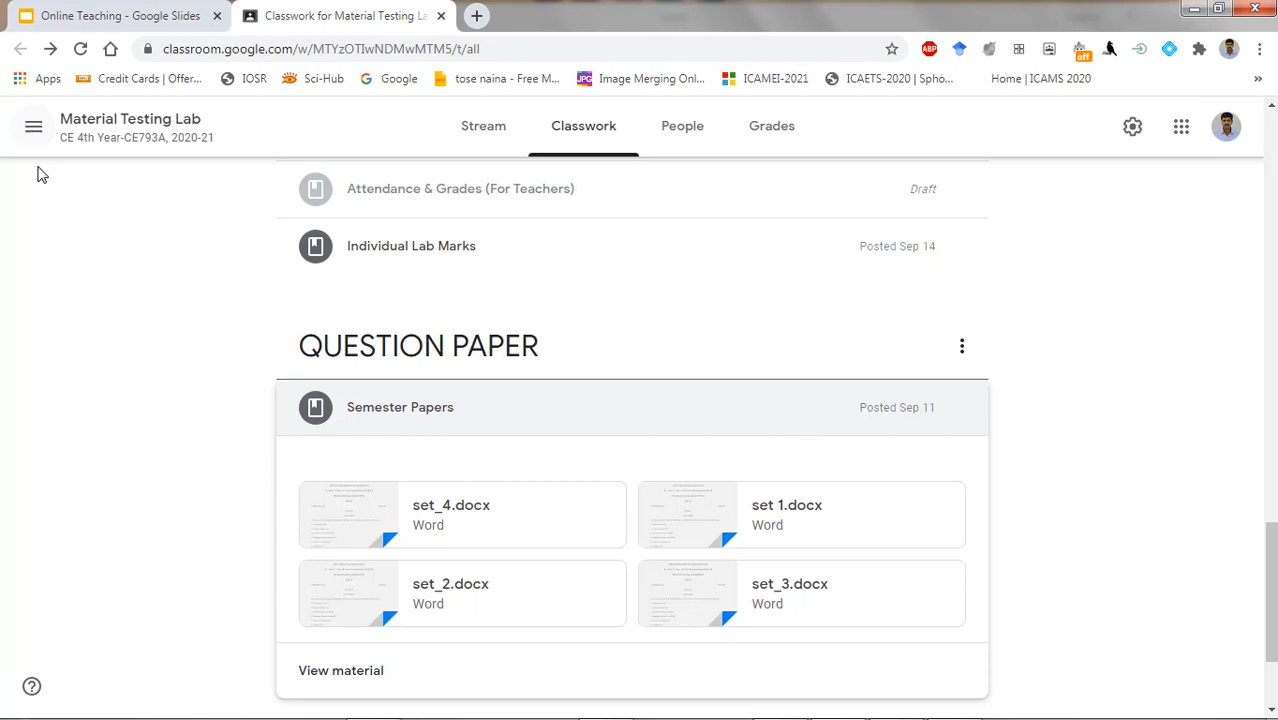 Online Teaching - Google Slides
Classwork for Material Testing La
classroom.google.com/w/MTYzOTIwNDMwMTM5/t/all
ABP
off
Apps
Credit Cards | Offer...
IOSR
Sci-Hub
Google
rose naina - Free M...
JPG
Image Merging Onl...
ICAMEI-2021
ICAETS-2020 | Spho...
Home | ICAMS 2020
»
Material Testing Lab
CE 4th Year-CE793A, 2020-21
Stream
Classwork
People
Grades
Attendance & Grades (For Teachers)
Draft
Individual Lab Marks
Posted Sep 14
QUESTION PAPER
Semester Papers
Posted Sep 11
set_4.docx
Word
set 1.docx
Word
set_2.docx
Word
set_3.docx
Word
View material